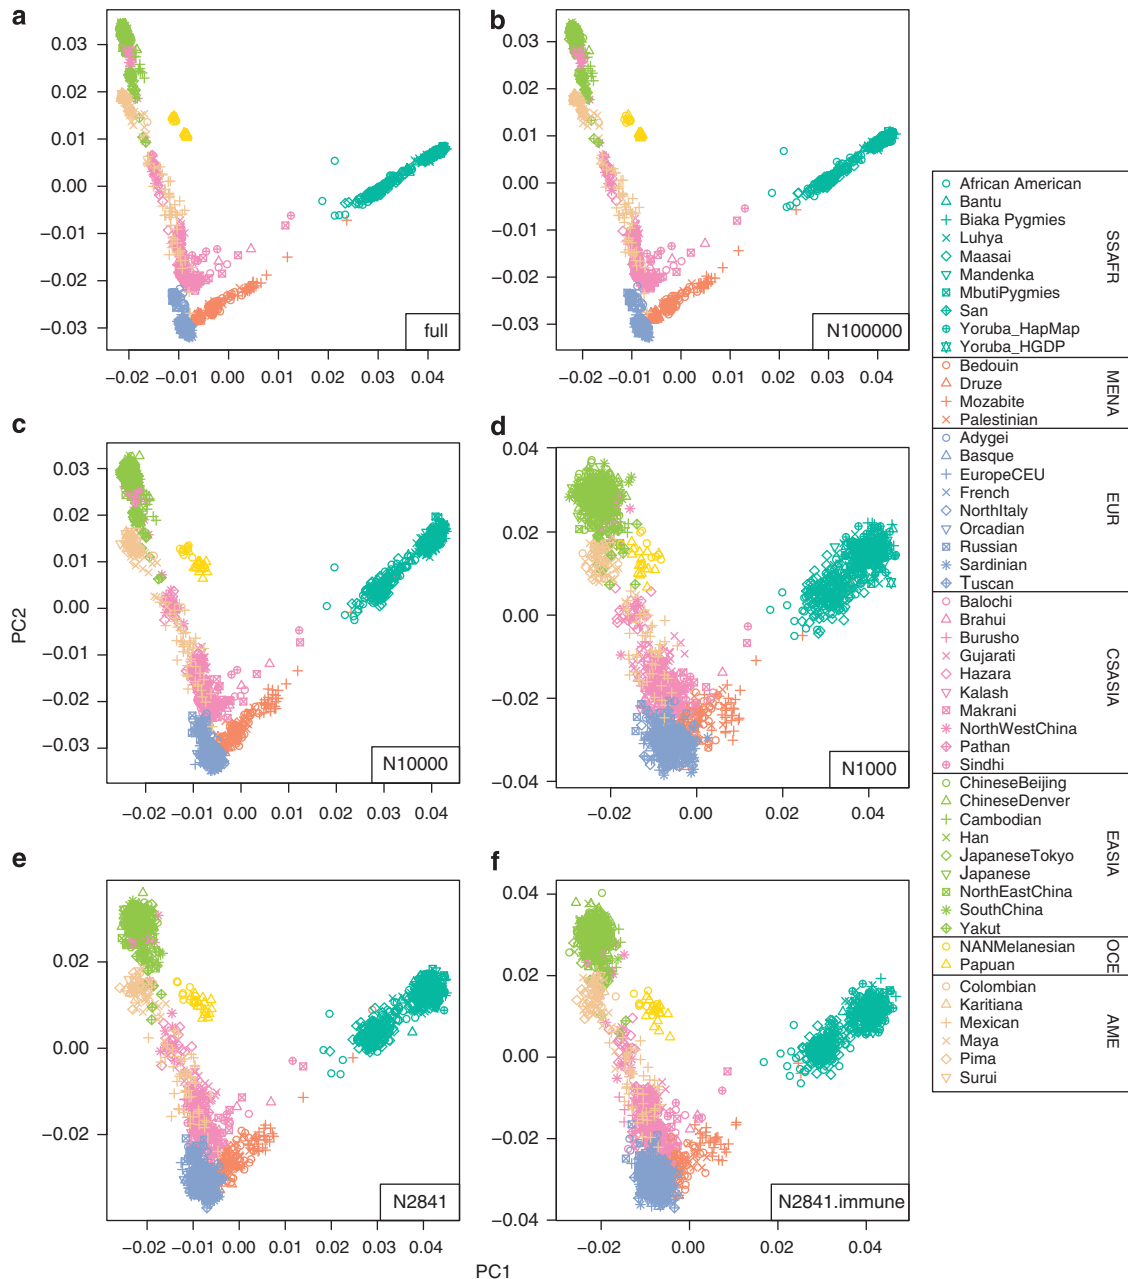 a
0.03
0.02
0.01
0.00
−0.01
−0.02
−0.03
−0.02
−0.01
0.00
0.01
0.02
0.03
0.04
full
b
0.03
0.02
0.01
0.00
−0.01
−0.02
−0.03
−0.02
−0.01
0.00
0.01
0.02
0.03
0.04
N100000
c
0.03
0.02
0.01
0.00
−0.01
−0.02
−0.03
−0.02
−0.01
0.00
0.01
0.02
0.03
0.04
N10000
d
0.04
0.02
0.00
−0.02
−0.04
−0.02
0.00
0.02
0.04
N1000
e
0.02
0.00
−0.02
−0.02
−0.01
0.00
0.01
0.02
0.03
0.04
N2841
f
0.04
0.02
0.00
−0.02
−0.04
−0.02
0.00
0.02
0.04
N2841.immune
PC2
PC1
African American
Bantu
Biaka Pygmies
Luhya
Maasai
Mandenka
MbutiPygmies
San
Yoruba_HapMap
Yoruba_HGDP
SSAFR
Bedouin
Druze
Mozabite
Palestinian
MENA
Adygei
Basque
EuropeCEU
French
NorthItaly
Orcadian
Russian
Sardinian
Tuscan
EUR
Balochi
Brahui
Burusho
Gujarati
Hazara
Kalash
Makrani
NorthWestChina
Pathan
Sindhi
CSASIA
ChineseBeijing
ChineseDenver
Cambodian
Han
JapaneseTokyo
Japanese
NorthEastChina
SouthChina
Yakut
EASIA
NANMelanesian
Papuan
OCE
Colombian
Karitiana
Mexican
Maya
Pima
Surui
AME